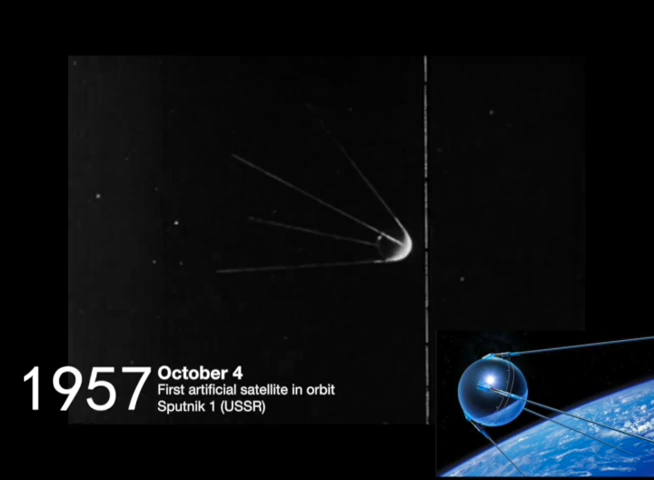 1957
October 4
First artificial satellite in orbit
Sputnik 1 (USSR)